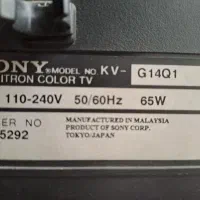 SONY® MODEL NO. KV- G14Q1
ITRON COLOR TV
110-240V 50/60Hz 65W
ER NO
5292
MANUFACTURED IN MALAYSIA
PRODUCT OF SONY CORP.
TOKYO/JAPAN